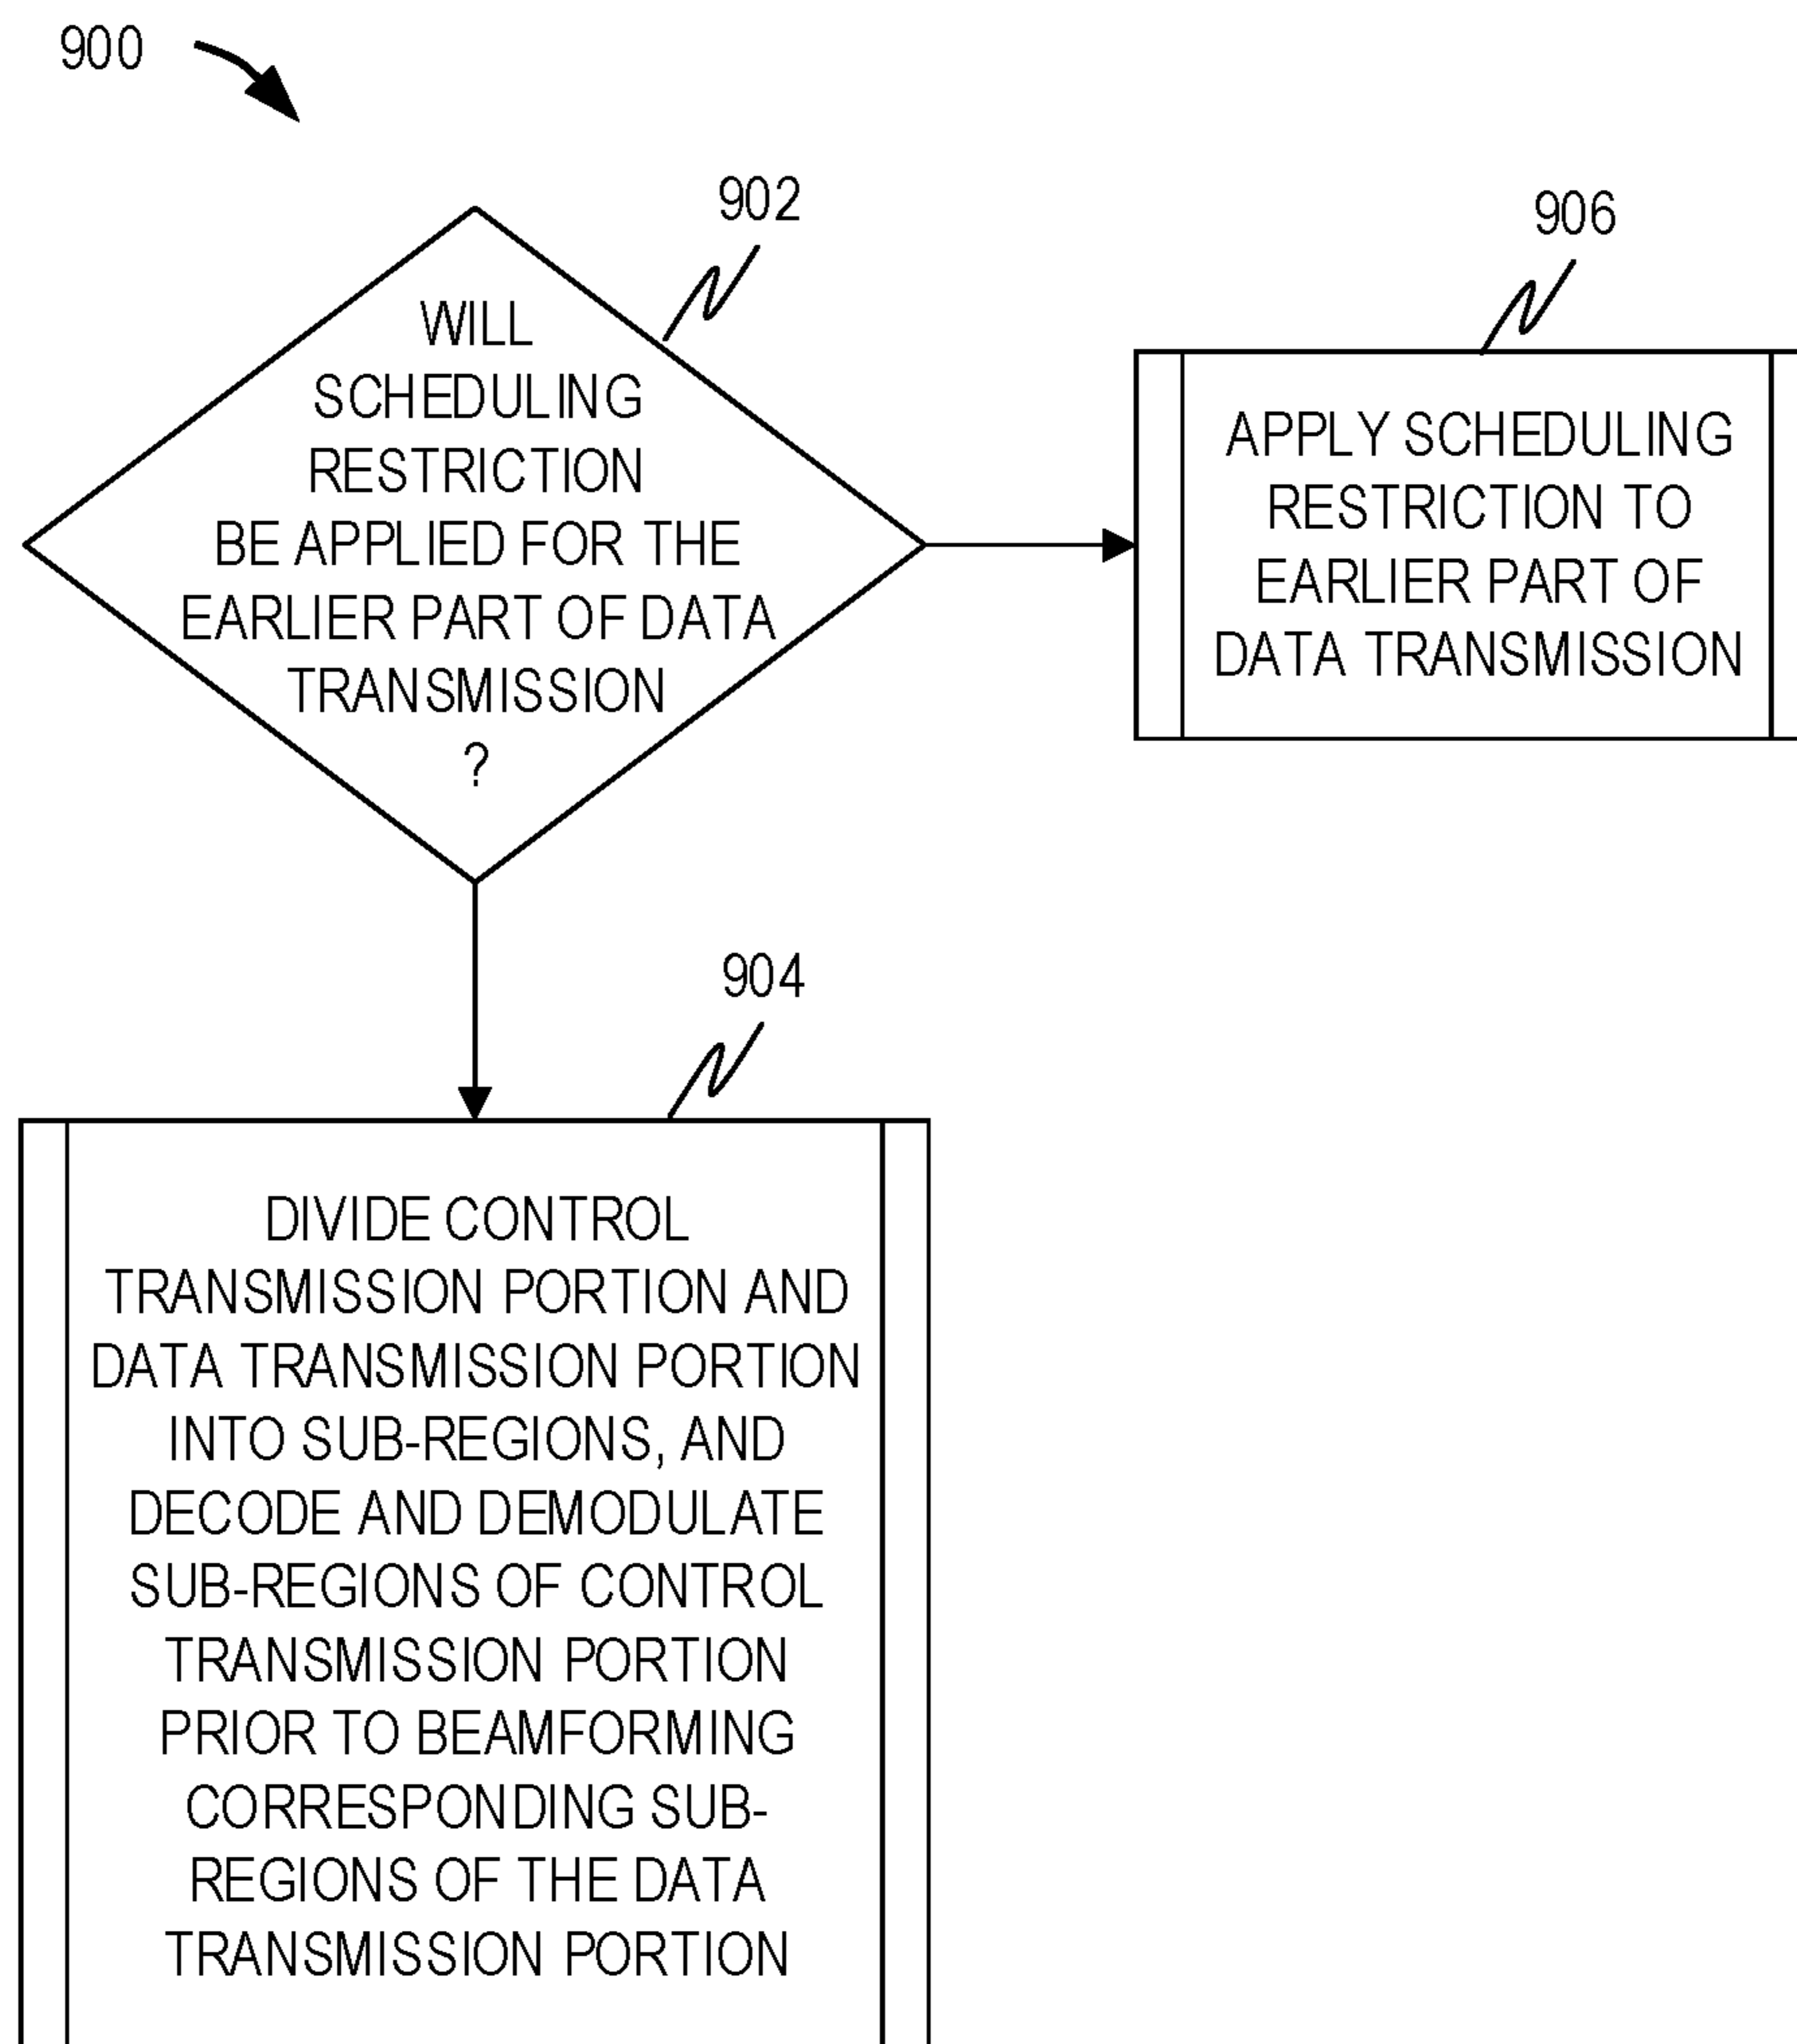 900
902
WILL
SCHEDULING
RESTRICTION
BE APPLIED FOR THE
EARLIER PART OF DATA
TRANSMISSION
?
906
APPLY SCHEDULING
RESTRICTION TO
EARLIER PART OF
DATA TRANSMISSION
904
DIVIDE CONTROL
TRANSMISSION PORTION AND
DATA TRANSMISSION PORTION
INTO SUB-REGIONS, AND
DECODE AND DEMODULATE
SUB-REGIONS OF CONTROL
TRANSMISSION PORTION
PRIOR TO BEAMFORMING
CORRESPONDING SUB-
REGIONS OF THE DATA
TRANSMISSION PORTION